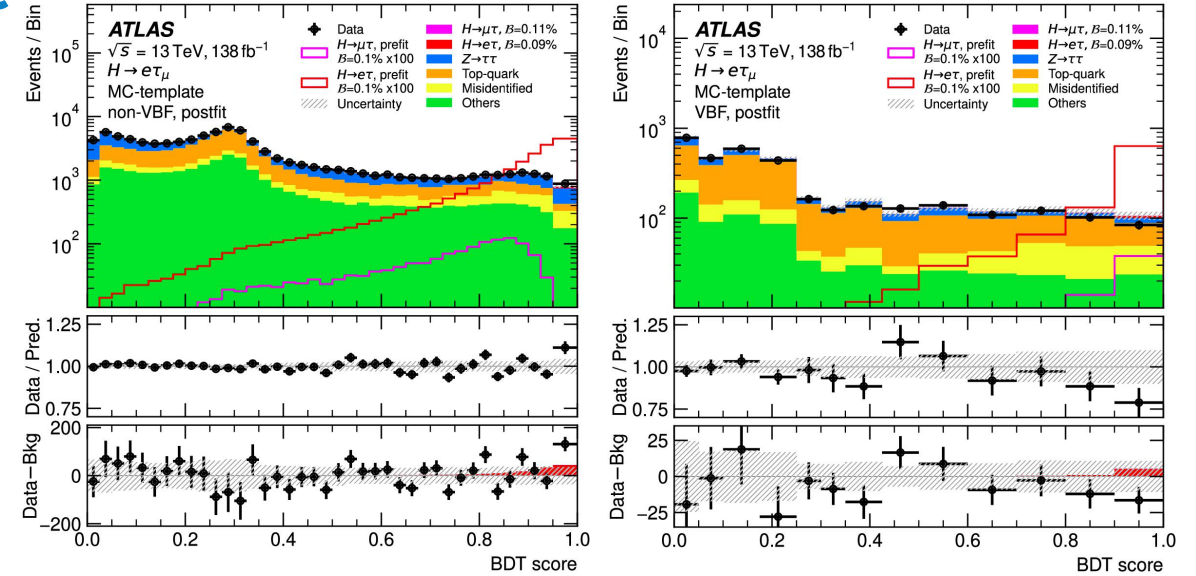 Events / Bin
10⁵
10⁴
10³
10²
ATLAS
√s = 13 TeV, 138 fb⁻¹
H→eτμ
MC-template
non-VBF, postfit
Data
H→μτ, prefit
ℬ=0.1% x100
H→eτ, prefit
ℬ=0.1% x100
Uncertainty
H→μτ, ℬ=0.11%
H→eτ, ℬ=0.09%
Z→ττ
Top-quark
Misidentified
Others
Data / Pred.
1.25
1.00
0.75
Data−Bkg
200
0
−200
0.0 0.2 0.4 0.6 0.8 1.0
BDT score
Events / Bin
10⁴
10³
10²
ATLAS
√s = 13 TeV, 138 fb⁻¹
H→eτμ
MC-template
VBF, postfit
Data
H→μτ, prefit
ℬ=0.1% x100
H→eτ, prefit
ℬ=0.1% x100
Uncertainty
H→μτ, ℬ=0.11%
H→eτ, ℬ=0.09%
Z→ττ
Top-quark
Misidentified
Others
Data / Pred.
1.25
1.00
0.75
Data−Bkg
25
0
−25
0.0 0.2 0.4 0.6 0.8 1.0
BDT score